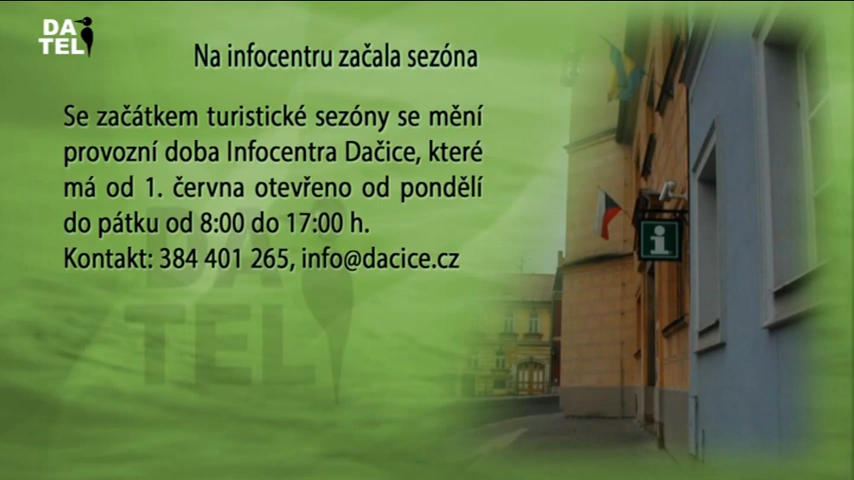 DA
TEL
Na infocentru začala sezóna
Se začátkem turistické sezóny se mění
provozní doba Infocentra Dačice, které
má od 1. června otevřeno od pondělí
do pátku od 8:00 do 17:00 h.
Kontakt: 384 401 265, info@dacice.cz
i
DA
TEL